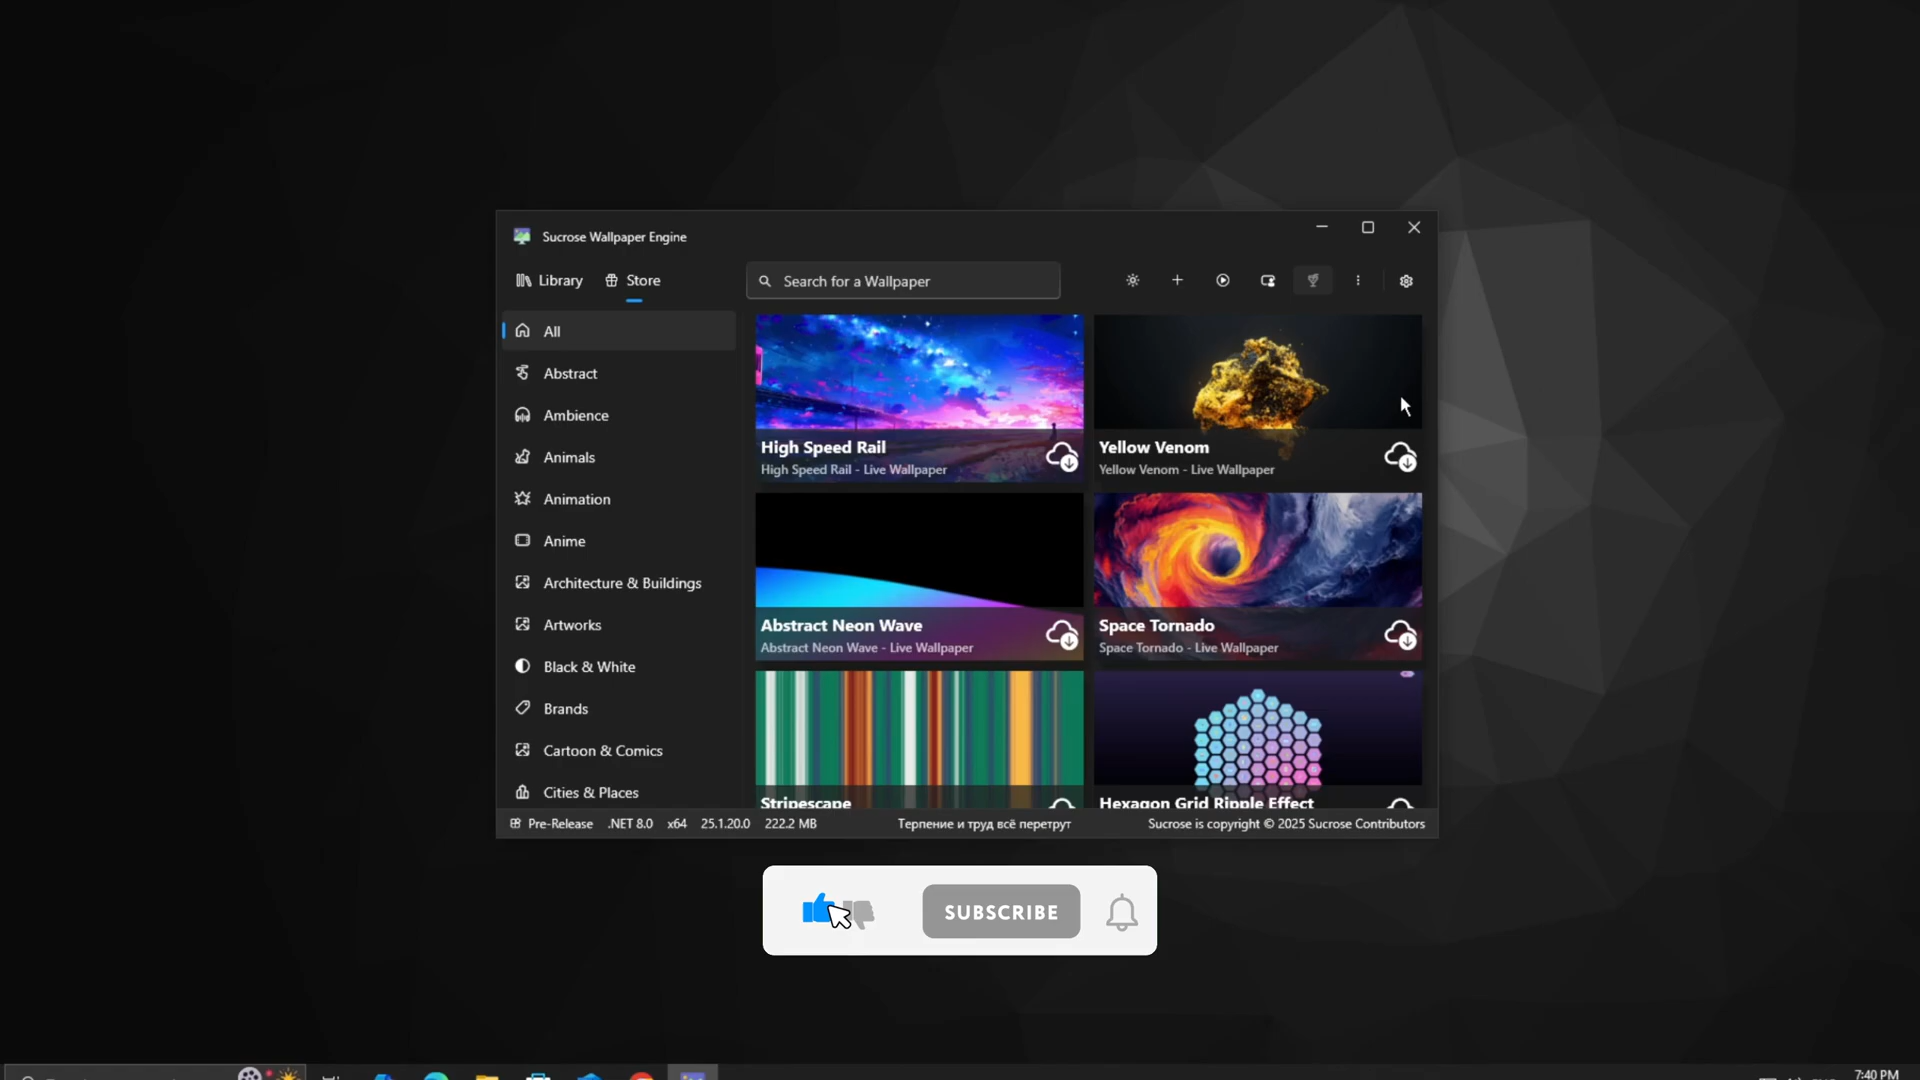 Sucrose Wallpaper Engine
Library
Store
Search for a Wallpaper
All
Abstract
Ambience
Animals
Animation
Anime
Architecture & Buildings
Artworks
Black & White
Brands
Cartoon & Comics
Cities & Places
High Speed Rail
High Speed Rail - Live Wallpaper
Yellow Venom
Yellow Venom - Live Wallpaper
Abstract Neon Wave
Abstract Neon Wave - Live Wallpaper
Space Tornado
Space Tornado - Live Wallpaper
Stripescape
Hexagon Grid Ripple Effect
Pre-Release .NET 8.0 x64 25.1.20.0 222.2 MB
Терпение и труд всё перетрут
Sucrose is copyright © 2025 Sucrose Contributors
SUBSCRIBE
7:40 PM